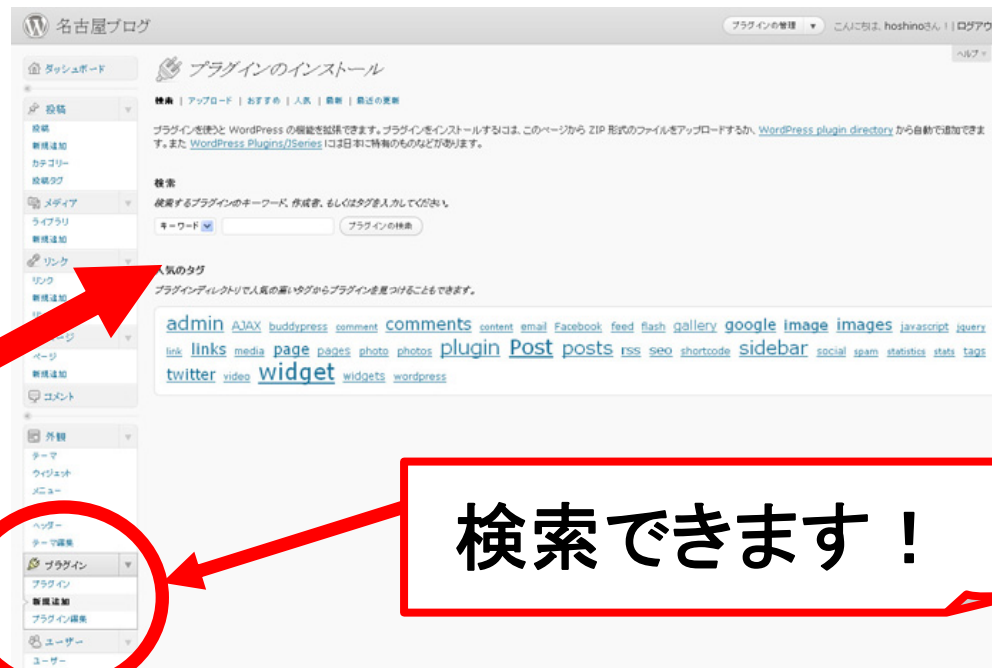 名古屋ブログ
プラグインの管理
こんにちは、hoshinoさん！ | ログアウ
ヘルプ
ダッシュボード
投稿
投稿
新規追加
カテゴリー
投稿タグ
メディア
ライブラリ
新規追加
リンク
リンク
新規追加
ページ
新規追加
コメント
外観
テーマ
ウィジェット
メニュー
ヘッダー
テーマ編集
プラグイン
プラグイン
新規追加
プラグイン編集
ユーザー
ユーザー
プラグインのインストール
検索 | アップロード | おすすめ | 人気 | 最新 | 最近の更新
プラグインを使うと WordPress の機能を拡張できます。プラグインをインストールするには、このページから ZIP 形式のファイルをアップロードするか、WordPress plugin directory から自動で追加できま
す。また WordPress Plugins/JSeries には日本に特有のものなどがあります。
検索
検索するプラグインのキーワード、作成者、もしくはタグを入力してください。
キーワード
プラグインの検索
人気のタグ
プラグインディレクトリで人気の高いタグからプラグインを見つけることもできます。
admin AJAX buddypress comment comments content email Facebook feed flash gallery google image images javascript jquery
link links media page pages photo photos plugin Post posts rss seo shortcode sidebar social spam statistics stats tags
twitter video widget widgets wordpress
検索できます！